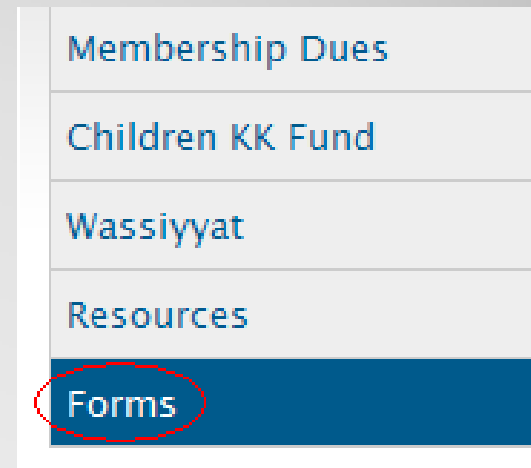 Membership Dues
Children KK Fund
Wassiyyat
Resources
Forms